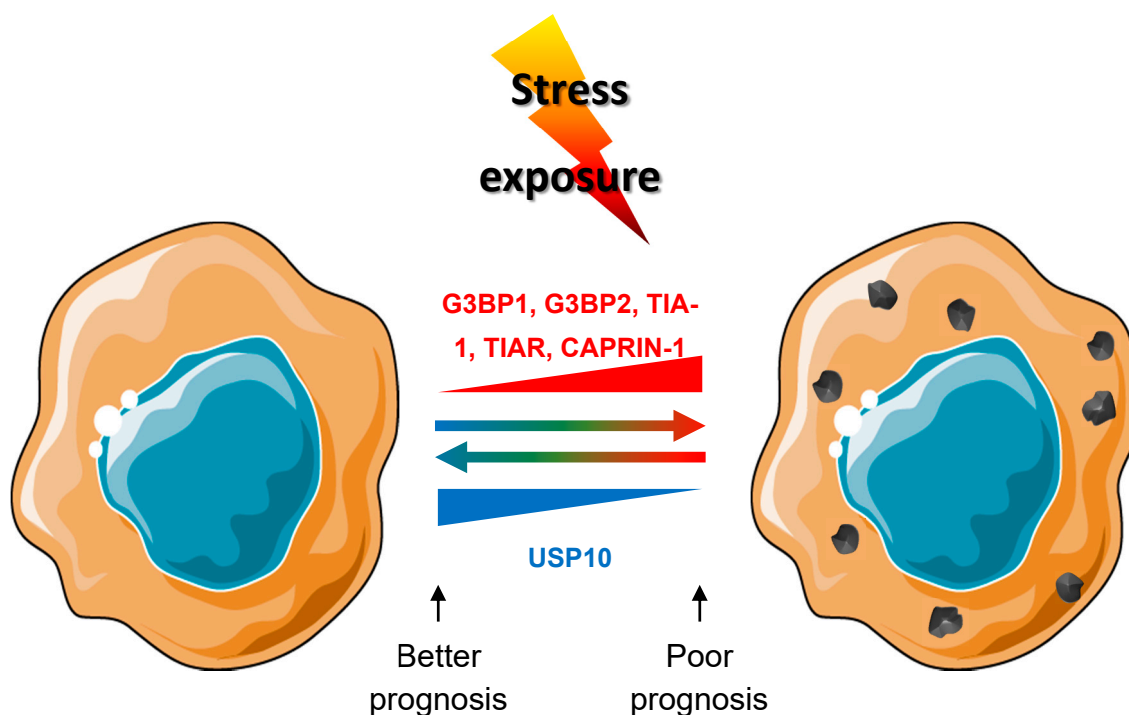 Stress
exposure
G3BP1, G3BP2, TIA-
1, TIAR, CAPRIN-1
USP10
Better
prognosis
Poor
prognosis